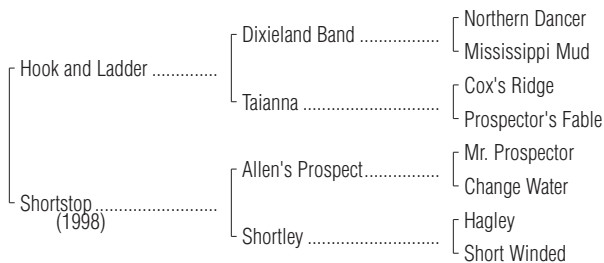 Northern Dancer
Dixieland Band ..................
Mississippi Mud
Hook and Ladder ..............
Cox's Ridge
Taianna .............................
Prospector's Fable
Mr. Prospector
Allen's Prospect................
Change Water
Shortstop ..........................
(1998)
Hagley
Shortley ............................
Short Winded